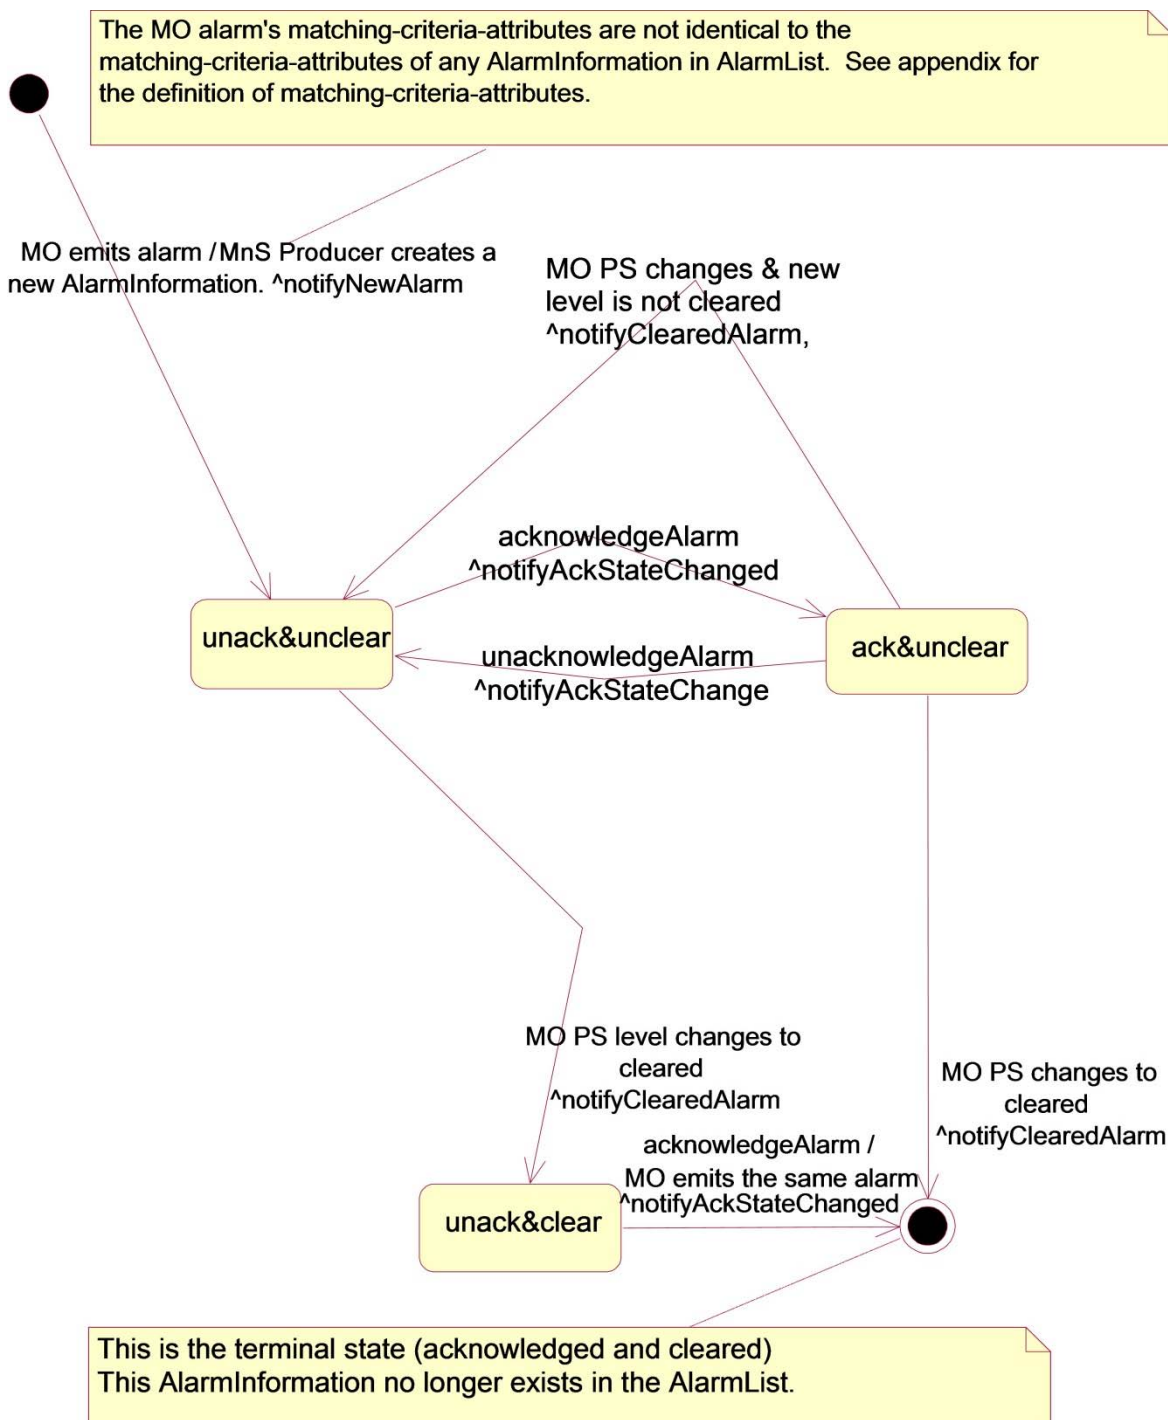 The MO alarm's matching-criteria-attributes are not identical to the
matching-criteria-attributes of any AlarmInformation in AlarmList.  See appendix for
the definition of matching-criteria-attributes.
MO emits alarm / MnS Producer creates a
new AlarmInformation. ^notifyNewAlarm
MO PS changes & new
level is not cleared
^notifyClearedAlarm,
acknowledgeAlarm
^notifyAckStateChanged
unack&unclear
ack&unclear
unacknowledgeAlarm
^notifyAckStateChange
MO PS level changes to
cleared
^notifyClearedAlarm
MO PS changes to
cleared
^notifyClearedAlarm
acknowledgeAlarm /
MO emits the same alarm
^notifyAckStateChanged
unack&clear
This is the terminal state (acknowledged and cleared)
This AlarmInformation no longer exists in the AlarmList.